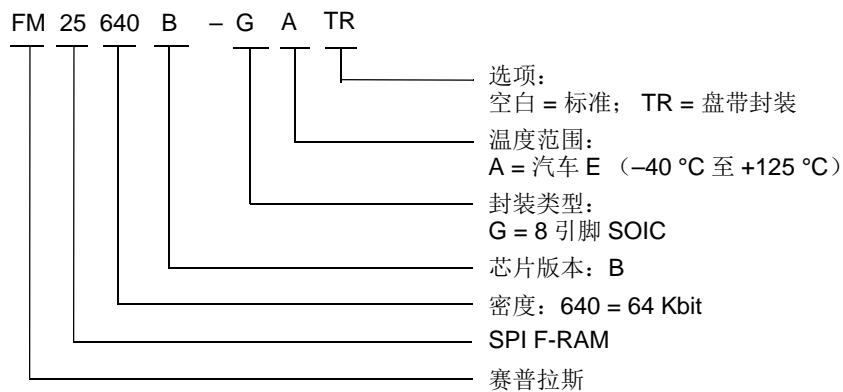 FM 25 640 B – G A TR
选项：
空白 = 标准； TR = 盘带封装
温度范围：
A = 汽车 E （–40 °C 至 +125 °C）
封装类型：
G = 8 引脚 SOIC
芯片版本：B
密度：640 = 64 Kbit
SPI F-RAM
赛普拉斯